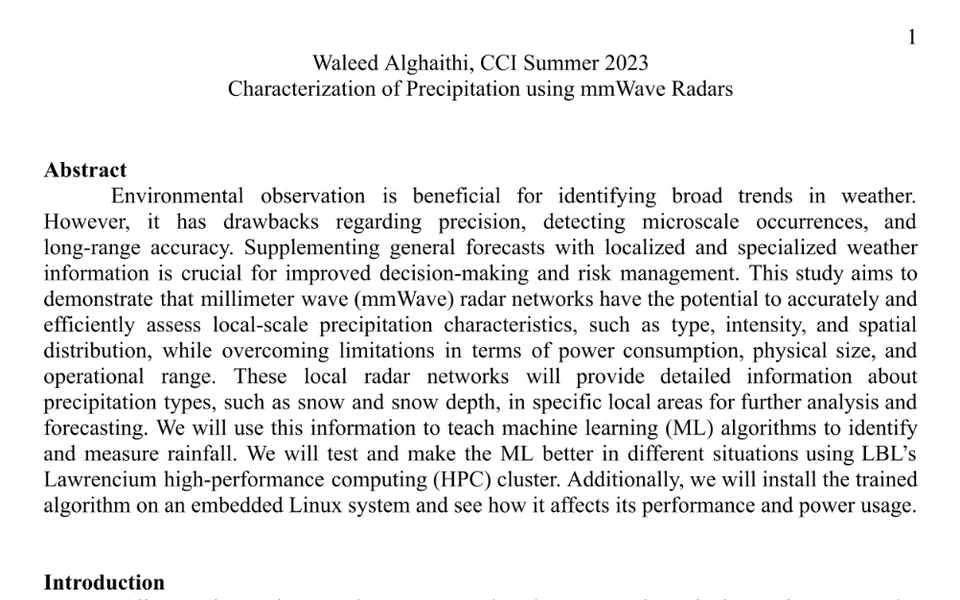 1
Waleed Alghaithi, CCI Summer 2023
Characterization of Precipitation using mmWave Radars
Abstract
Environmental observation is beneficial for identifying broad trends in weather.
However, it has drawbacks regarding precision, detecting microscale occurrences, and
long-range accuracy. Supplementing general forecasts with localized and specialized weather
information is crucial for improved decision-making and risk management. This study aims to
demonstrate that millimeter wave (mmWave) radar networks have the potential to accurately and
efficiently assess local-scale precipitation characteristics, such as type, intensity, and spatial
distribution, while overcoming limitations in terms of power consumption, physical size, and
operational range. These local radar networks will provide detailed information about
precipitation types, such as snow and snow depth, in specific local areas for further analysis and
forecasting. We will use this information to teach machine learning (ML) algorithms to identify
and measure rainfall. We will test and make the ML better in different situations using LBL’s
Lawrencium high-performance computing (HPC) cluster. Additionally, we will install the trained
algorithm on an embedded Linux system and see how it affects its performance and power usage.
Introduction